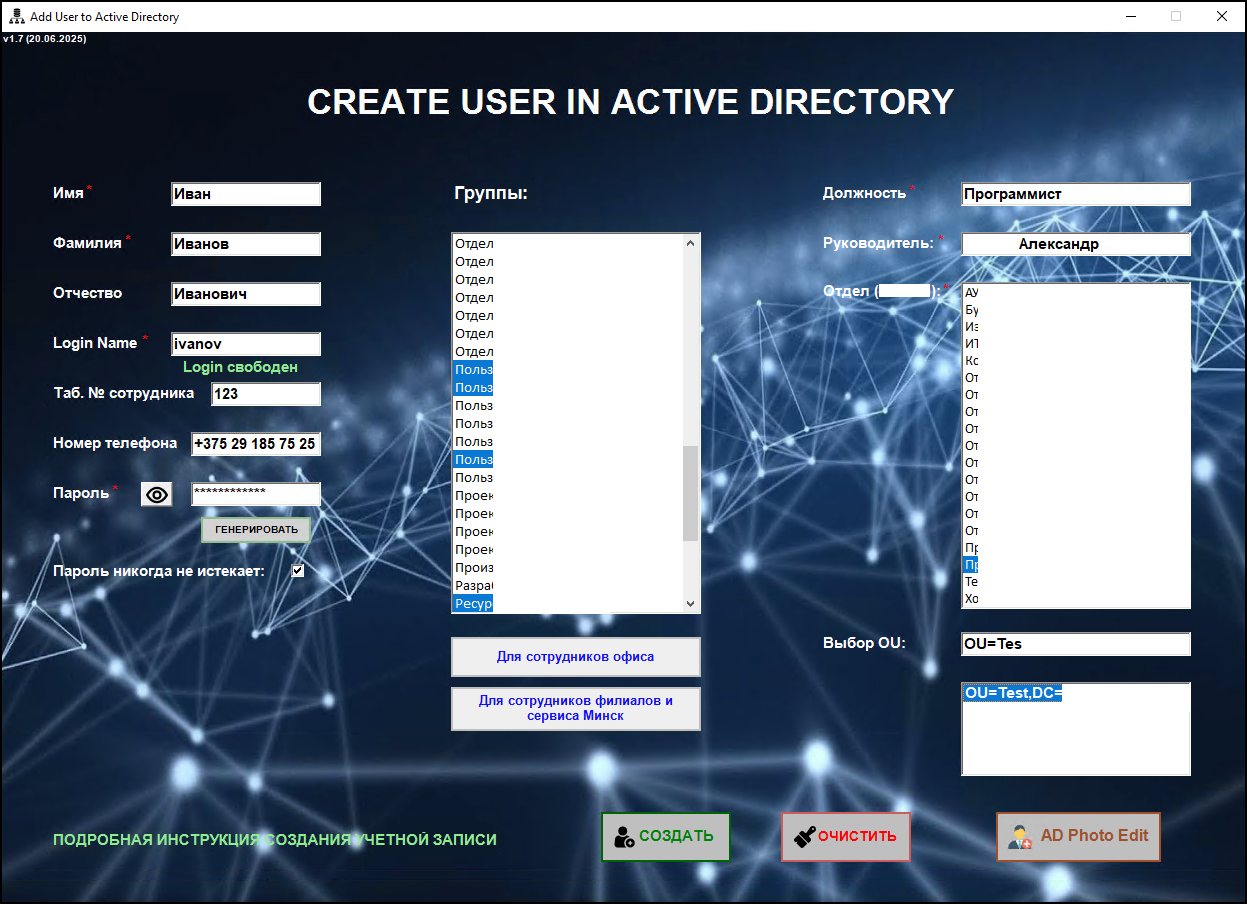 Add User to Active Directory
v1.7 (20.06.2025)
CREATE USER IN ACTIVE DIRECTORY
Имя *
Иван
Фамилия *
Иванов
Отчество
Иванович
Login Name *
ivanov
Login свободен
Таб. № сотрудника
123
Номер телефона
+375 29 185 75 25
Пароль *
************
ГЕНЕРИРОВАТЬ
Пароль никогда не истекает:
Группы:
Отдел
Отдел
Отдел
Отдел
Отдел
Отдел
Отдел
Польз
Польз
Польз
Польз
Польз
Польз
Польз
Проек
Проек
Проек
Проек
Произ
Разра
Ресур
Для сотрудников офиса
Для сотрудников филиалов и
сервиса Минск
Должность *
Программист
Руководитель: *
Александр
Отдел ( ): *
АУ
Бу
Из
ИТ
Ко
От
От
От
От
От
От
От
От
От
От
Пр
Пр
Те
Хо
Выбор OU:
OU=Tes
OU=Test,DC=
ПОДРОБНАЯ ИНСТРУКЦИЯ СОЗДАНИЯ УЧЕТНОЙ ЗАПИСИ
СОЗДАТЬ
ОЧИСТИТЬ
AD Photo Edit